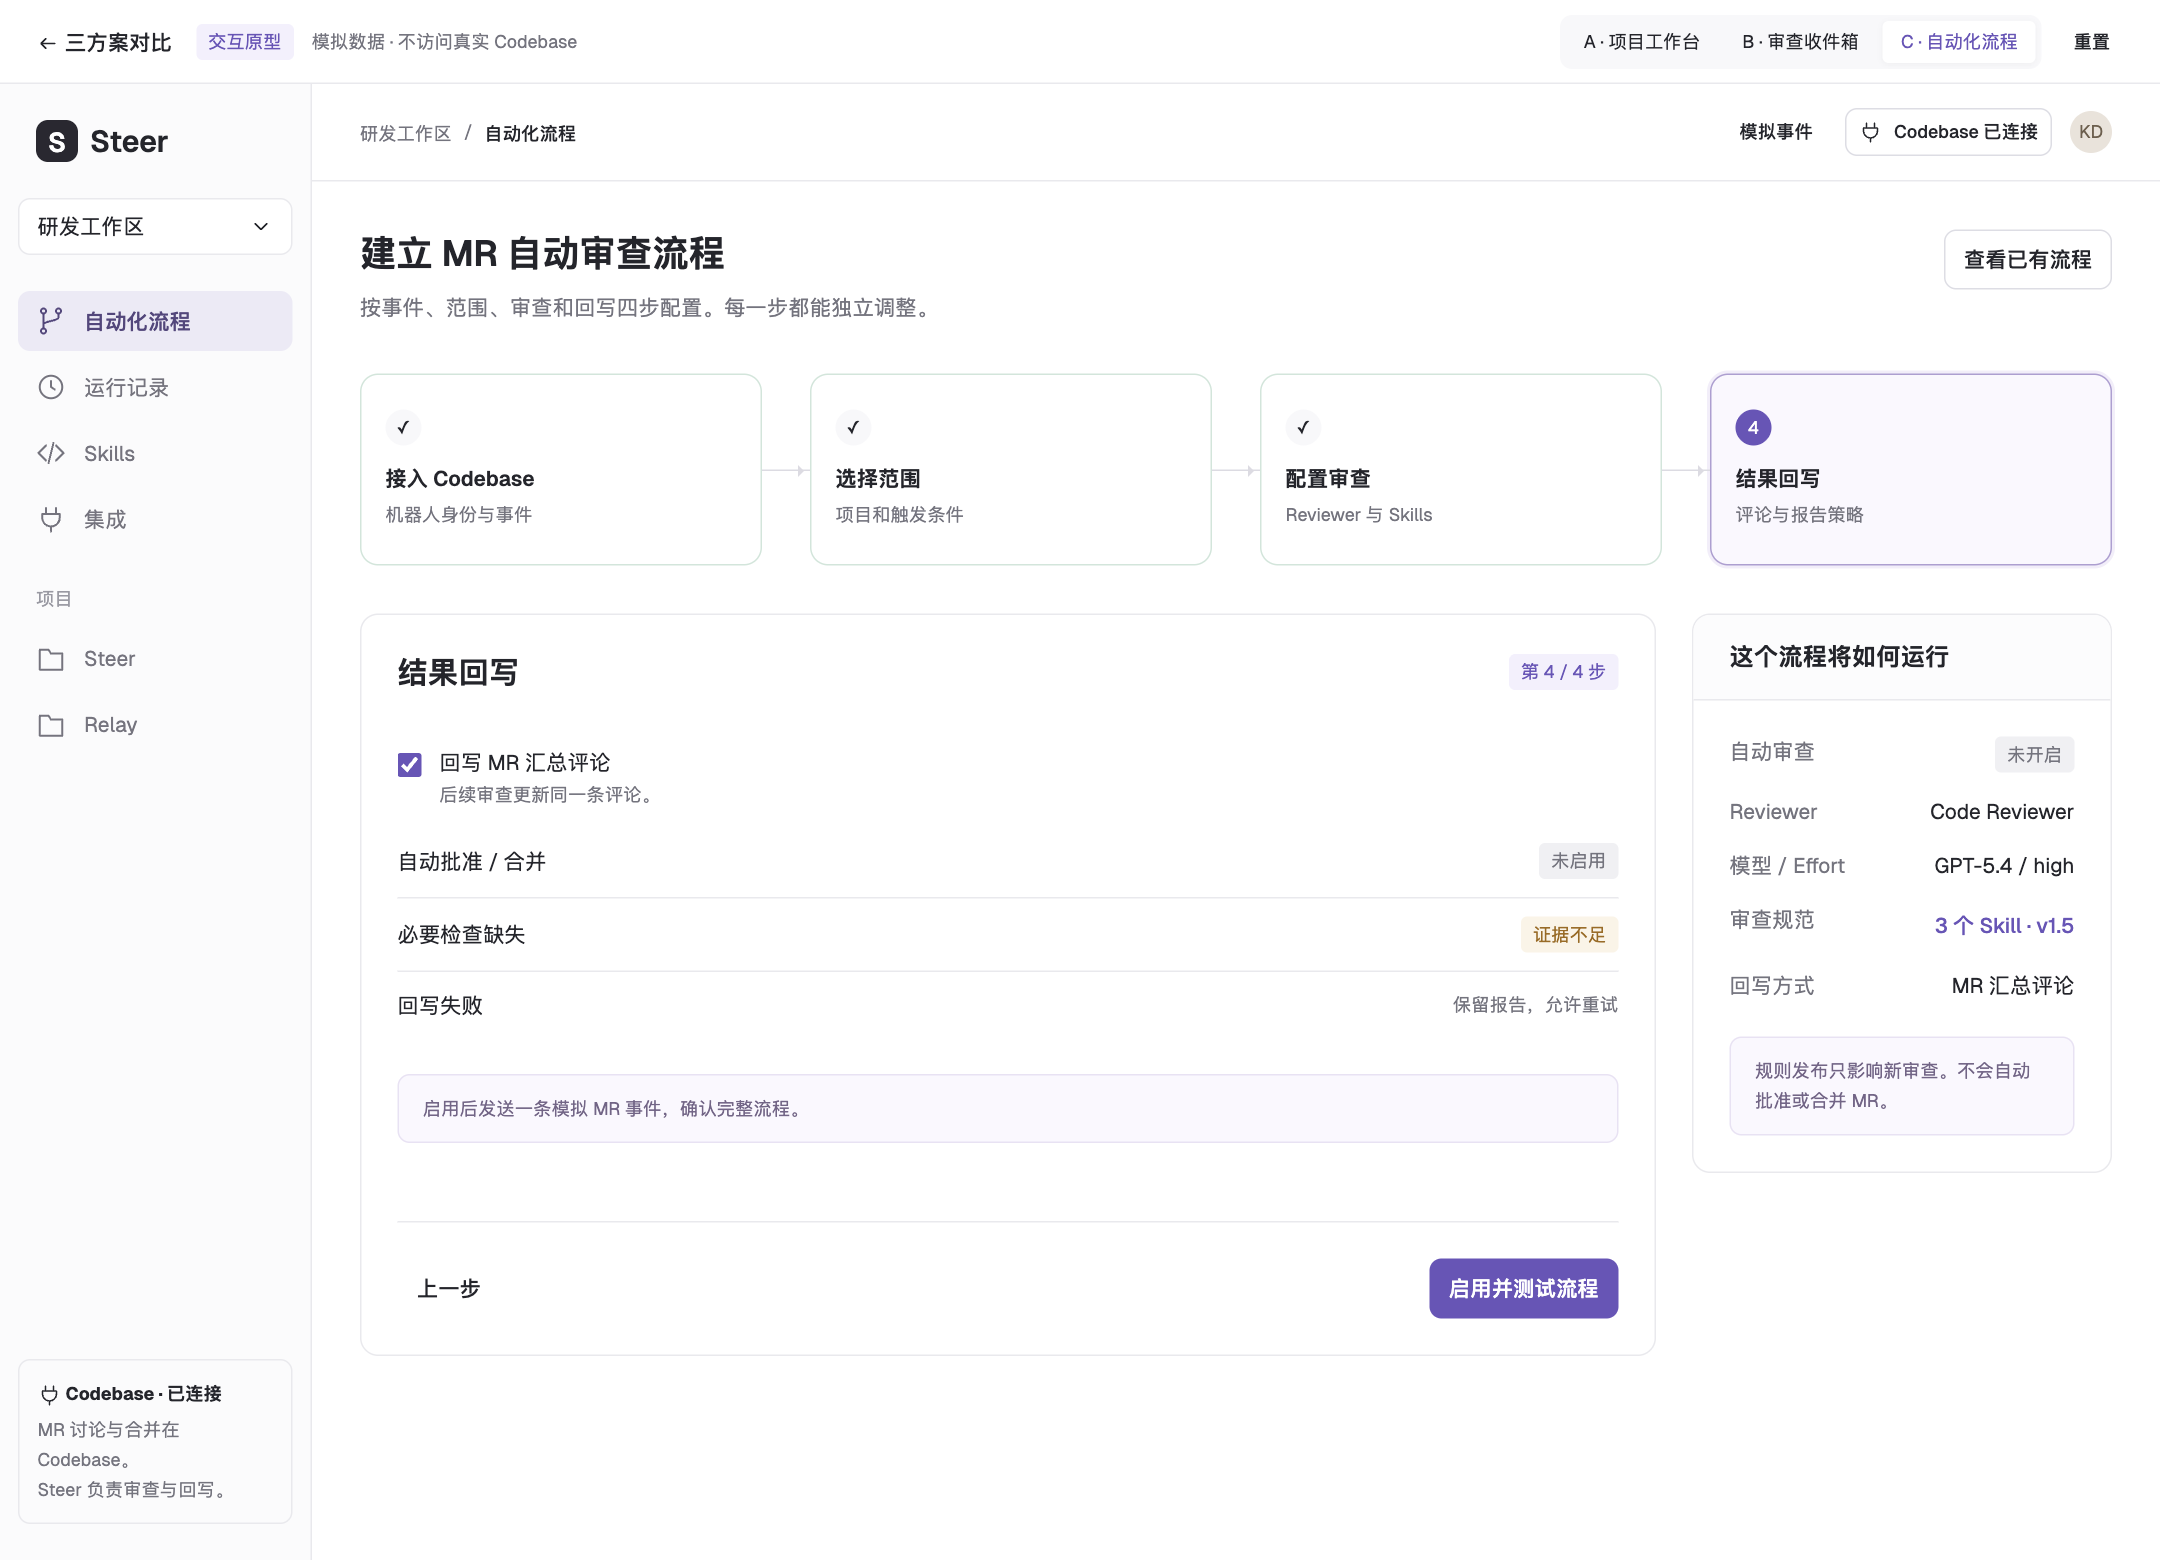 ← 三方案对比
交互原型
模拟数据 · 不访问真实 Codebase
A · 项目工作台
B · 审查收件箱
C · 自动化流程
重置
S Steer
研发工作区
自动化流程
运行记录
Skills
集成
项目
Steer
Relay
Codebase · 已连接
MR 讨论与合并在
Codebase。
Steer 负责审查与回写。
研发工作区 / 自动化流程
模拟事件
Codebase 已连接
KD
建立 MR 自动审查流程
按事件、范围、审查和回写四步配置。每一步都能独立调整。
查看已有流程
✓
接入 Codebase
机器人身份与事件
✓
选择范围
项目和触发条件
✓
配置审查
Reviewer 与 Skills
4
结果回写
评论与报告策略
结果回写
第 4 / 4 步
回写 MR 汇总评论
后续审查更新同一条评论。
自动批准 / 合并
未启用
必要检查缺失
证据不足
回写失败
保留报告，允许重试
启用后发送一条模拟 MR 事件，确认完整流程。
上一步
启用并测试流程
这个流程将如何运行
自动审查
未开启
Reviewer
Code Reviewer
模型 / Effort
GPT-5.4 / high
审查规范
3 个 Skill · v1.5
回写方式
MR 汇总评论
规则发布只影响新审查。不会自动
批准或合并 MR。